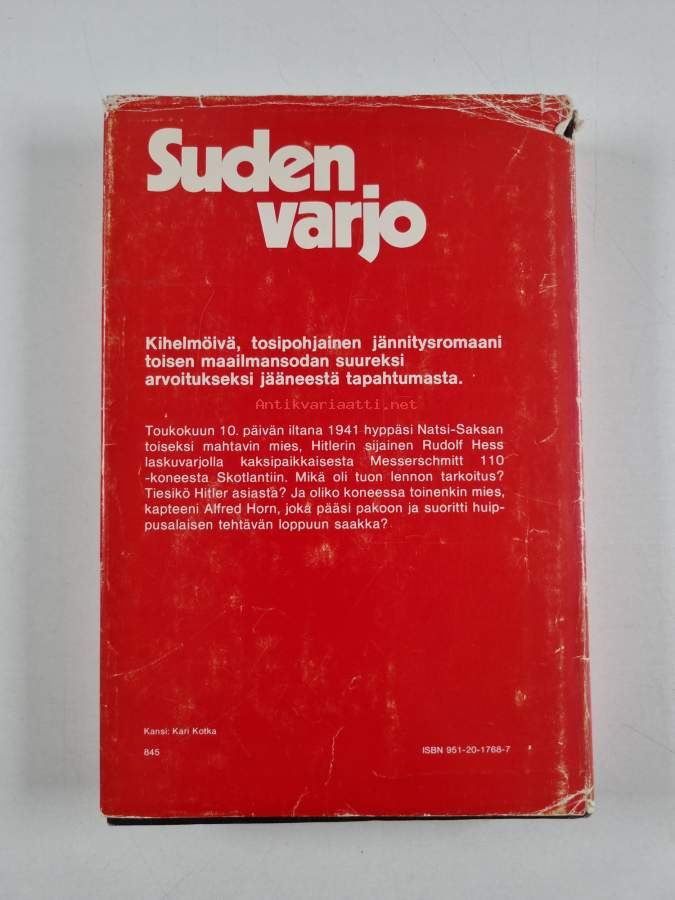 Suden
varjo
Kihelmöivä, tosipohjainen jännitysromaani
toisen maailmansodan suureksi
arvoitukseksi jääneestä tapahtumasta.
Antikvariaatti.net
Toukokuun 10. päivän iltana 1941 hyppäsi Natsi-Saksan
toiseksi mahtavin mies, Hitlerin sijainen Rudolf Hess
laskuvarjolla kaksipaikkaisesta Messerschmitt 110
-koneesta Skotlantiin. Mikä oli tuon lennon tarkoitus?
Tiesikö Hitler asiasta? Ja oliko koneessa toinenkin mies,
kapteeni Alfred Horn, joka pääsi pakoon ja suoritti huip-
pusalaisen tehtävän loppuun saakka?
Kansi: Kari Kotka
845
ISBN 951-20-1768-7